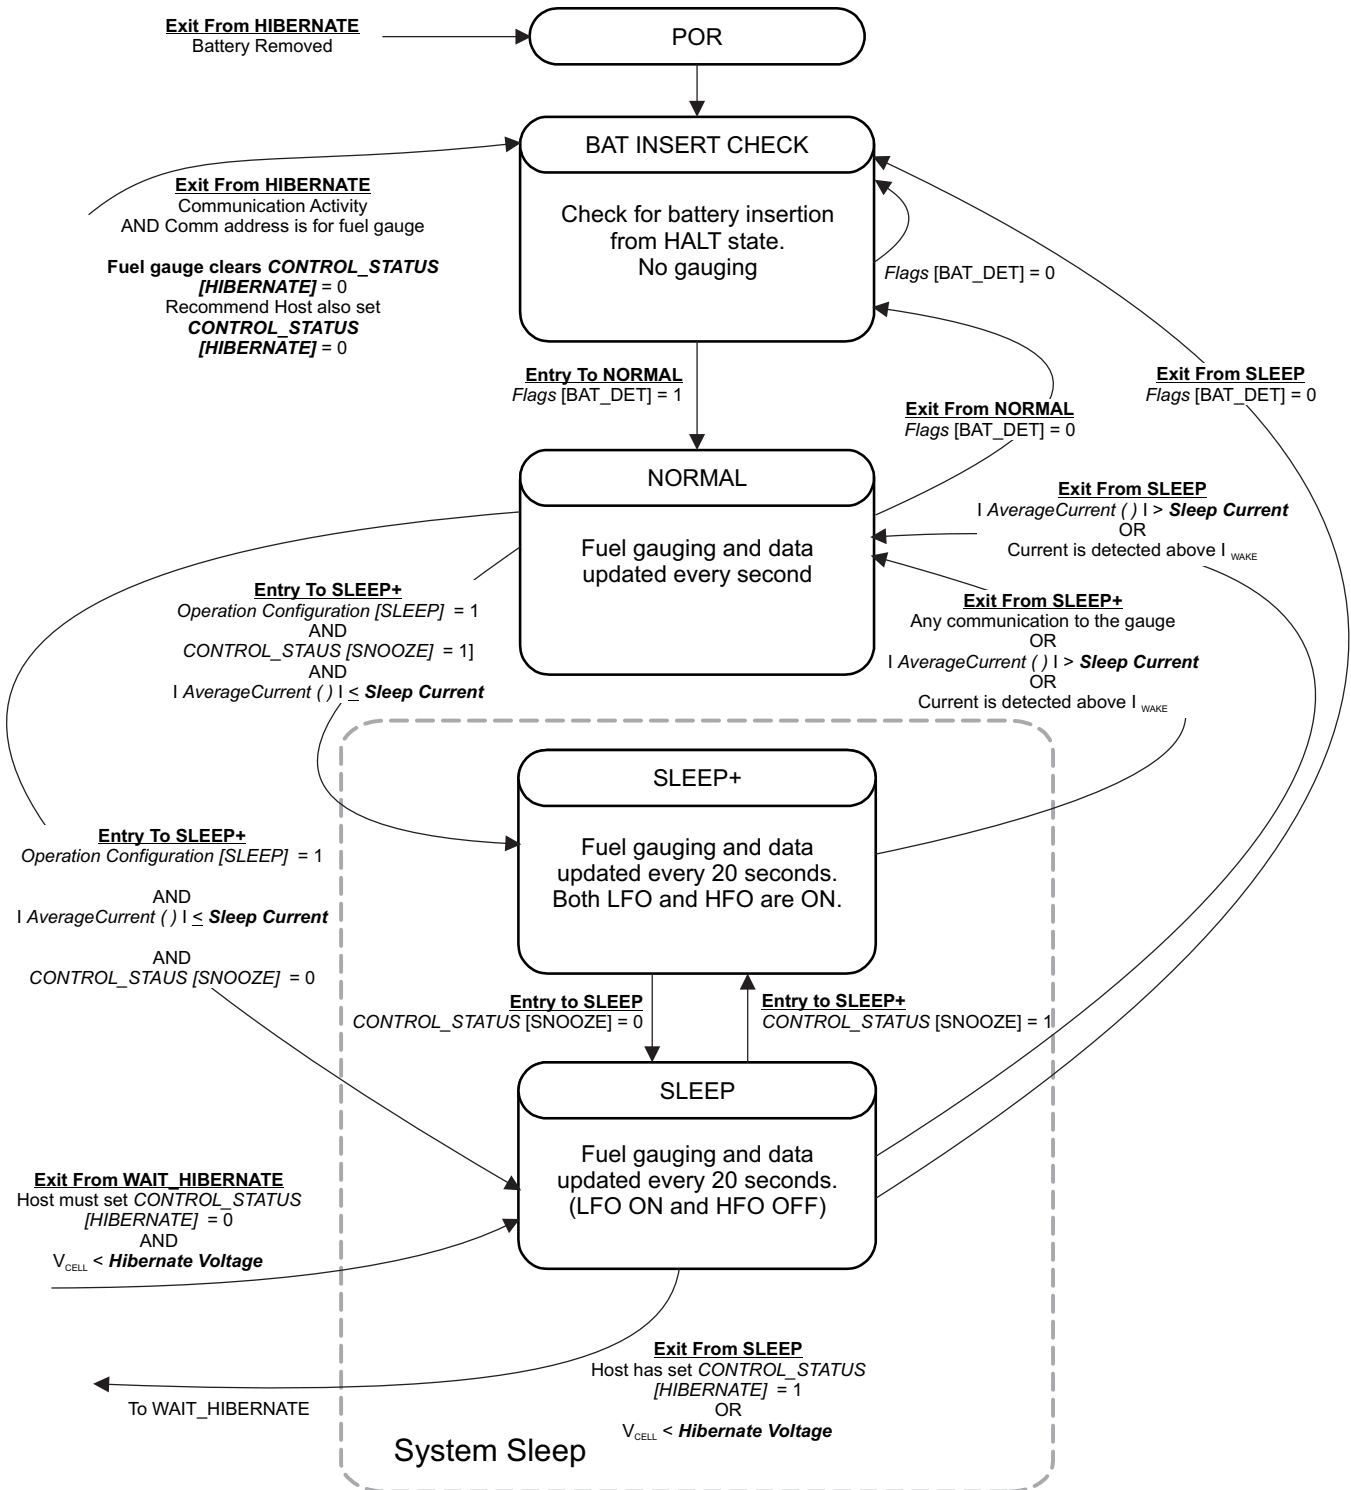 Exit From HIBERNATE
Battery Removed
POR
BAT INSERT CHECK
Check for battery insertion
from HALT state.
No gauging
Exit From HIBERNATE
Communication Activity
AND Comm address is for fuel gauge
Fuel gauge clears CONTROL_STATUS
[HIBERNATE] = 0
Recommend Host also set
CONTROL_STATUS
[HIBERNATE] = 0
Flags [BAT_DET] = 0
Entry To NORMAL
Flags [BAT_DET] = 1
Exit From NORMAL
Flags [BAT_DET] = 0
Exit From SLEEP
Flags [BAT_DET] = 0
NORMAL
Fuel gauging and data
updated every second
Exit From SLEEP
I AverageCurrent ( ) I > Sleep Current
OR
Current is detected above I WAKE
Entry To SLEEP+
Operation Configuration [SLEEP] = 1
AND
CONTROL_STAUS [SNOOZE] = 1]
AND
I AverageCurrent ( ) I ≤ Sleep Current
Exit From SLEEP+
Any communication to the gauge
OR
I AverageCurrent ( ) I > Sleep Current
OR
Current is detected above I WAKE
SLEEP+
Fuel gauging and data
updated every 20 seconds.
Both LFO and HFO are ON.
Entry To SLEEP+
Operation Configuration [SLEEP] = 1
AND
I AverageCurrent ( ) I ≤ Sleep Current
AND
CONTROL_STAUS [SNOOZE] = 0
Entry to SLEEP
CONTROL_STATUS [SNOOZE] = 0
Entry to SLEEP+
CONTROL_STATUS [SNOOZE] = 1
SLEEP
Fuel gauging and data
updated every 20 seconds.
(LFO ON and HFO OFF)
Exit From WAIT_HIBERNATE
Host must set CONTROL_STATUS
[HIBERNATE] = 0
AND
VCELL < Hibernate Voltage
Exit From SLEEP
Host has set CONTROL_STATUS
[HIBERNATE] = 1
OR
VCELL < Hibernate Voltage
To WAIT_HIBERNATE
System Sleep